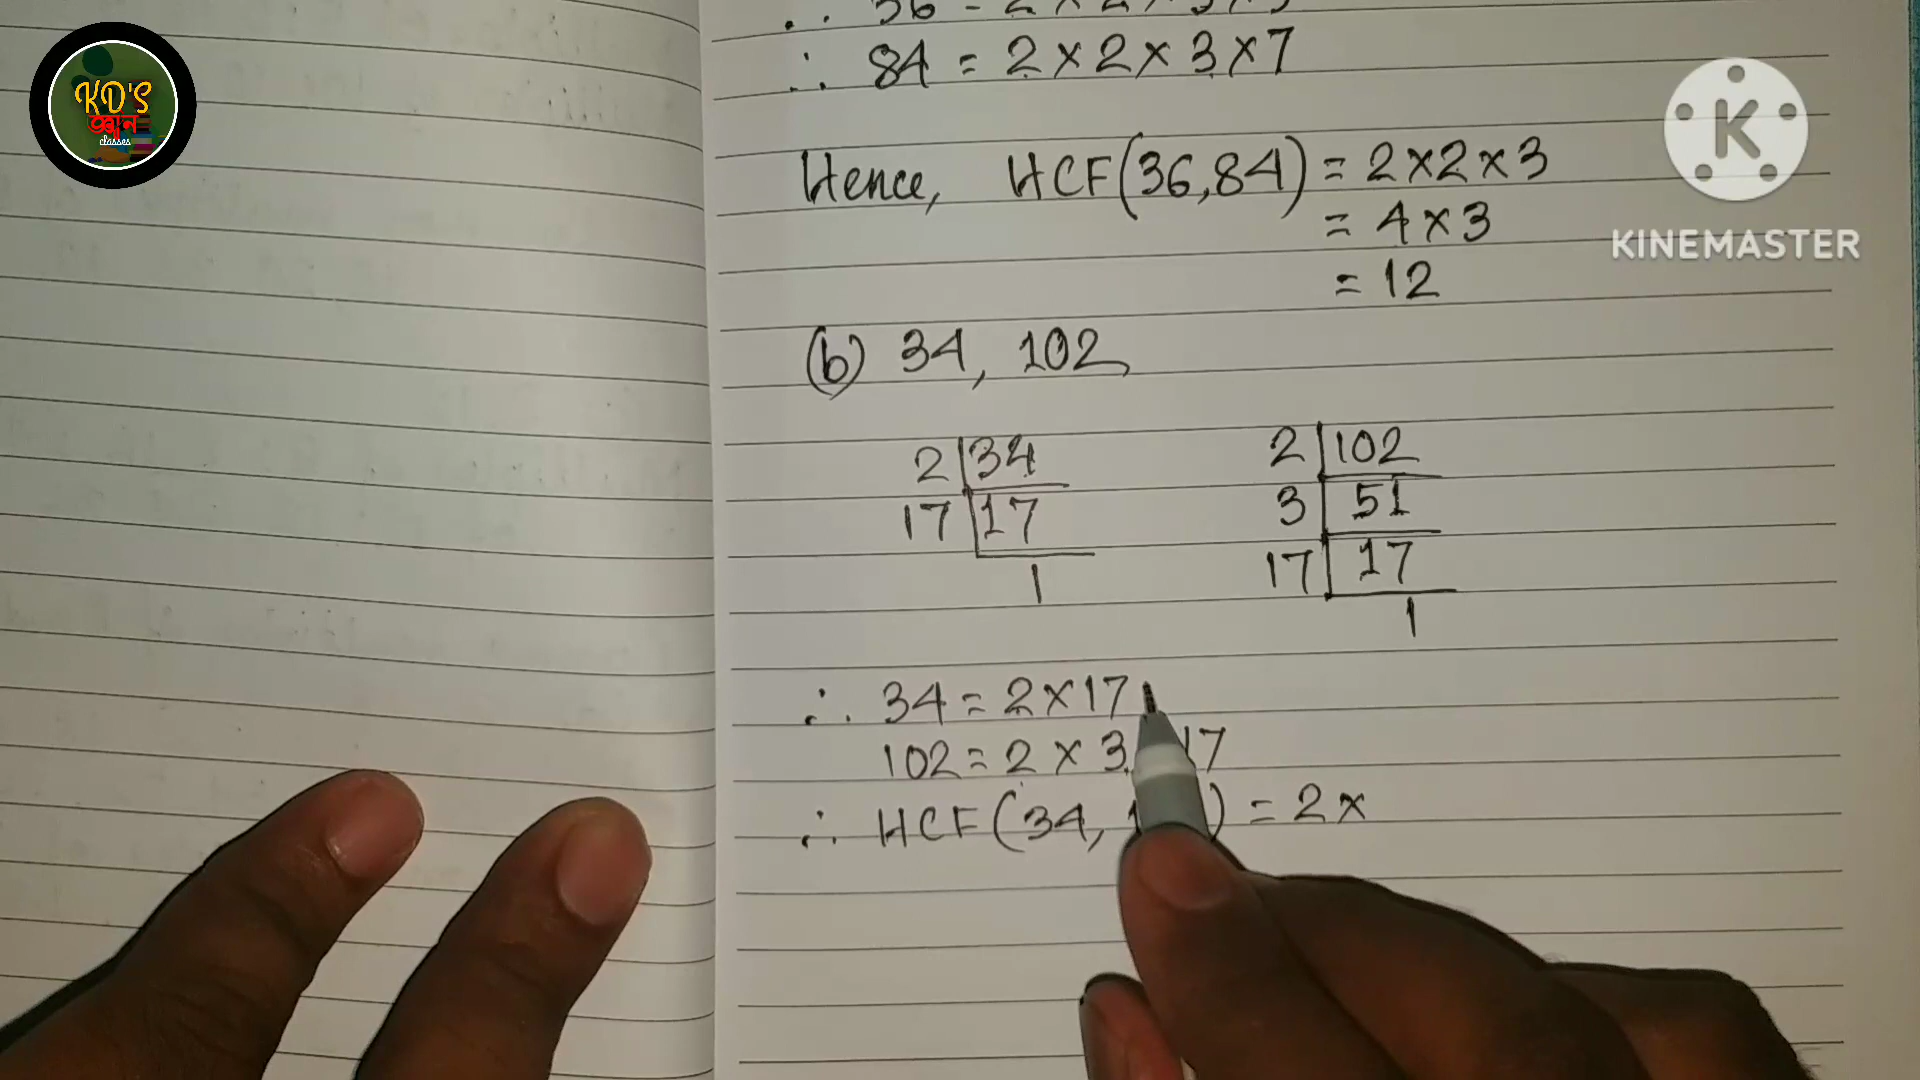 KD'S
জ্ঞান
classes
K
KINEMASTER
∴ 84 = 2 × 2 × 3 × 7
Hence, HCF(36,84) = 2×2×3
= 4×3
= 12
(b) 34, 102
2 | 34
17 | 17
1
2 | 102
3 | 51
17 | 17
1
∴ 34 = 2×17
102 = 2 × 3 17
∴ HCF(34, ) = 2×